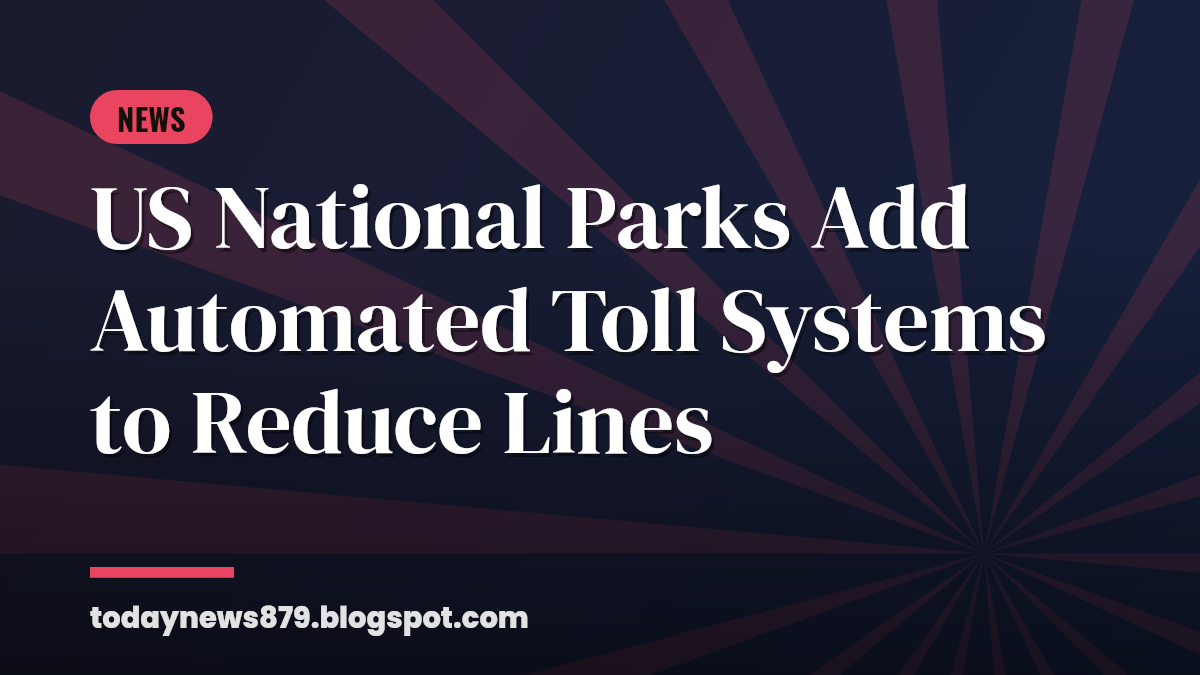 NEWS
US National Parks Add
Automated Toll Systems
to Reduce Lines
todaynews879.blogspot.com